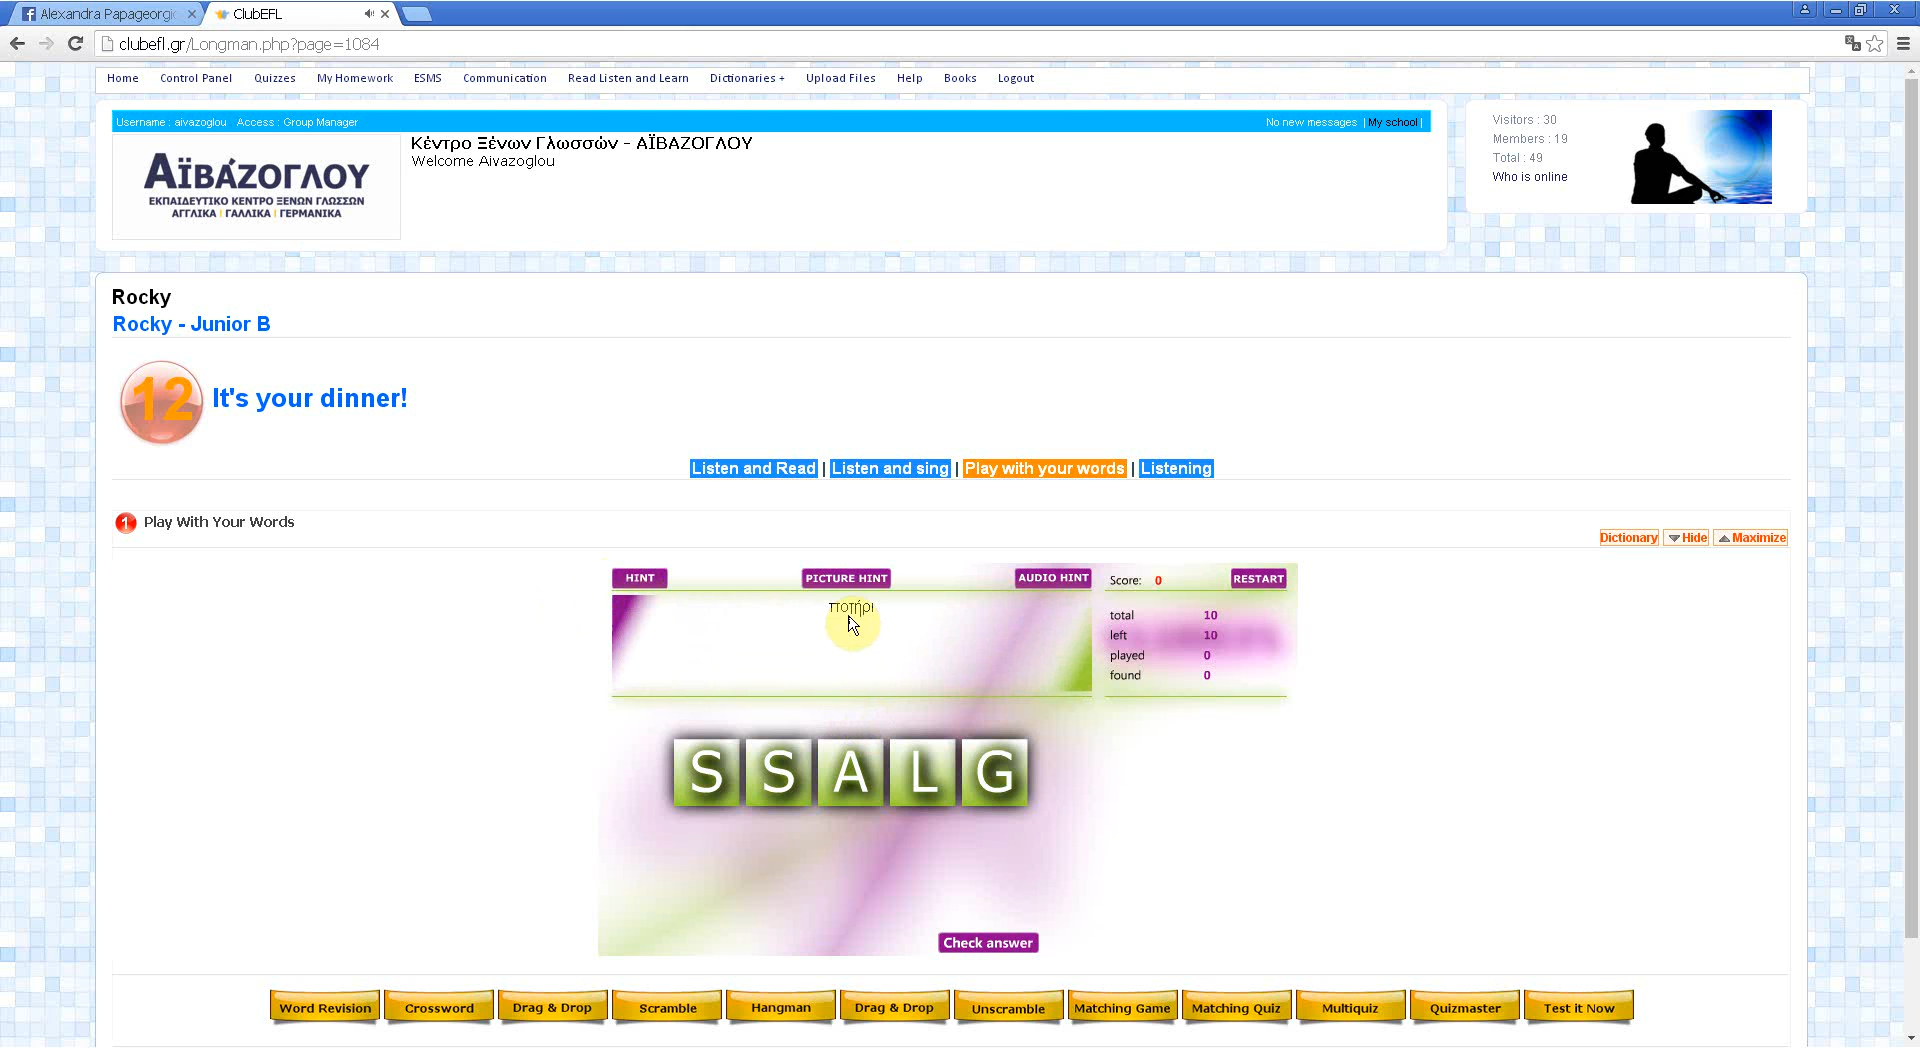 Alexandra Papageorgi
ClubEFL
clubefl.gr/Longman.php?page=1084
Home Control Panel Quizzes My Homework ESMS Communication Read Listen and Learn Dictionaries + Upload Files Help Books Logout
Username : aivazoglou Access : Group Manager
No new messages | My school |
ΑΪΒΆΖΟΓΛΟΥ
ΕΚΠΑΙΔΕΥΤΙΚΟ ΚΕΝΤΡΟ ΞΕΝΩΝ ΓΛΩΣΣΩΝ
ΑΓΓΛΙΚΑ | ΓΑΛΛΙΚΑ | ΓΕΡΜΑΝΙΚΑ
Κέντρο Ξένων Γλωσσών - ΑΪΒΑΖΟΓΛΟΥ
Welcome Aivazoglou
Visitors : 30
Members : 19
Total : 49
Who is online
Rocky
Rocky - Junior B
12 It's your dinner!
Listen and Read | Listen and sing | Play with your words | Listening
1 Play With Your Words
Dictionary Hide Maximize
HINT PICTURE HINT AUDIO HINT
ποτήρι
Score: 0 RESTART
total 10
left 10
played 0
found 0
S S A L G
Check answer
Word Revision Crossword Drag & Drop Scramble Hangman Drag & Drop Unscramble Matching Game Matching Quiz Multiquiz Quizmaster Test it Now